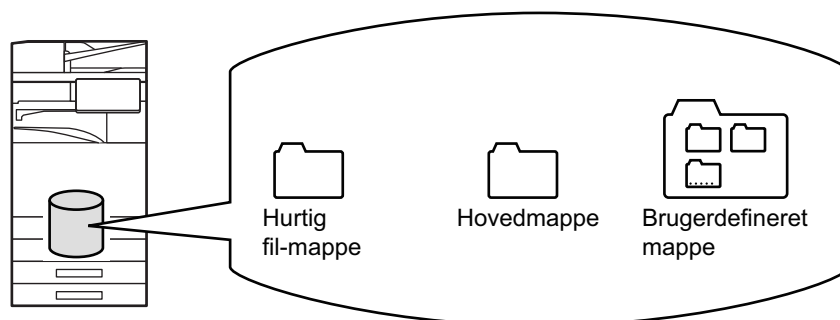 Hurtig
fil-mappe
Hovedmappe
Brugerdefineret
mappe